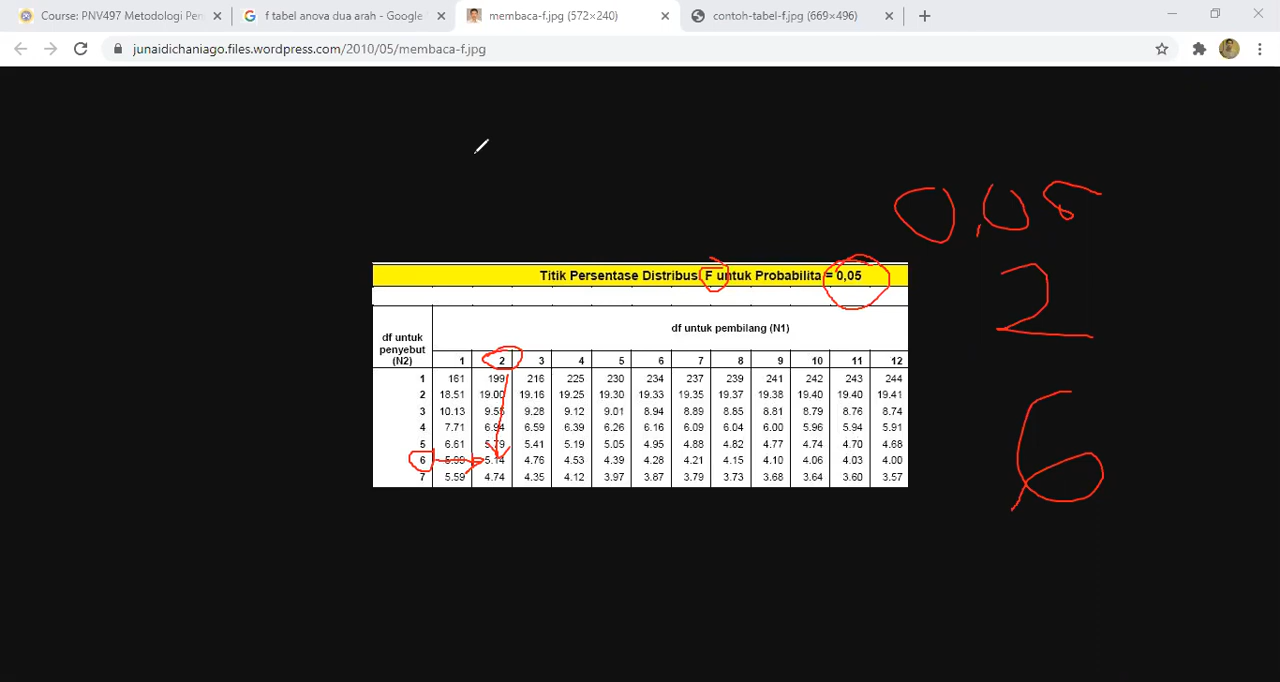 Course: PNV497 Metodologi Pen
f tabel anova dua arah - Google
membaca-f.jpg (572×240)
contoh-tabel-f.jpg (669×496)
junaidichaniago.files.wordpress.com/2010/05/membaca-f.jpg
0,05
2
6
Titik Persentase Distribusi F untuk Probabilita = 0,05
df untuk penyebut (N2)
df untuk pembilang (N1)
1 2 3 4 5 6 7 8 9 10 11 12
1 161 199 216 225 230 234 237 239 241 242 243 244
2 18.51 19.00 19.16 19.25 19.30 19.33 19.35 19.37 19.38 19.40 19.40 19.41
3 10.13 9.55 9.28 9.12 9.01 8.94 8.89 8.85 8.81 8.79 8.76 8.74
4 7.71 6.94 6.59 6.39 6.26 6.16 6.09 6.04 6.00 5.96 5.94 5.91
5 6.61 5.79 5.41 5.19 5.05 4.95 4.88 4.82 4.77 4.74 4.70 4.68
6 5.99 5.14 4.76 4.53 4.39 4.28 4.21 4.15 4.10 4.06 4.03 4.00
7 5.59 4.74 4.35 4.12 3.97 3.87 3.79 3.73 3.68 3.64 3.60 3.57